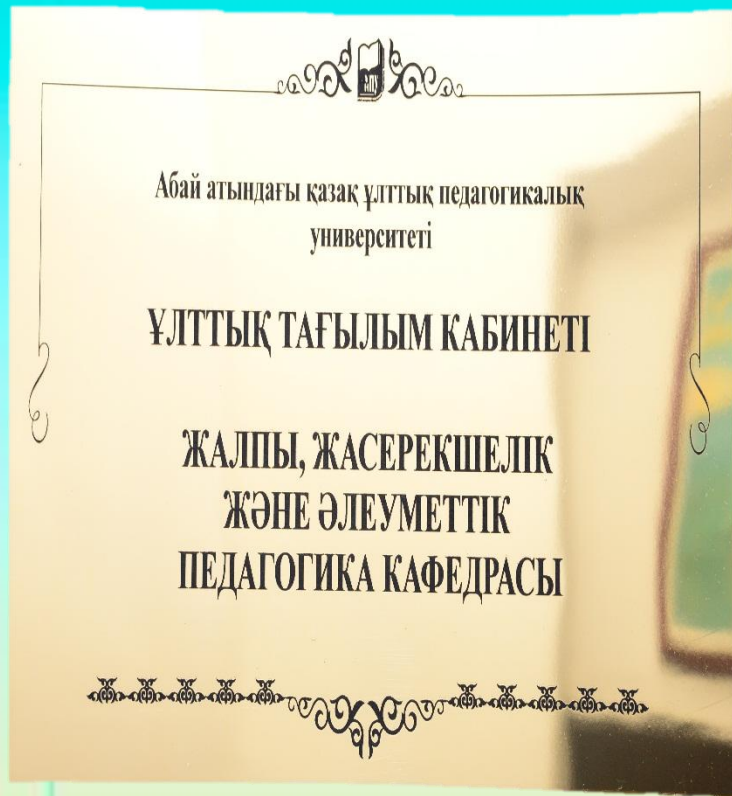 Абай атындағы қазақ ұлттық педагогикалық
университеті
ҰЛТТЫҚ ТАҒЫЛЫМ КАБИНЕТІ
ЖАЛПЫ, ЖАСЕРЕКШЕЛІК
ЖӘНЕ ӘЛЕУМЕТТІК
ПЕДАГОГИКА КАФЕДРАСЫ